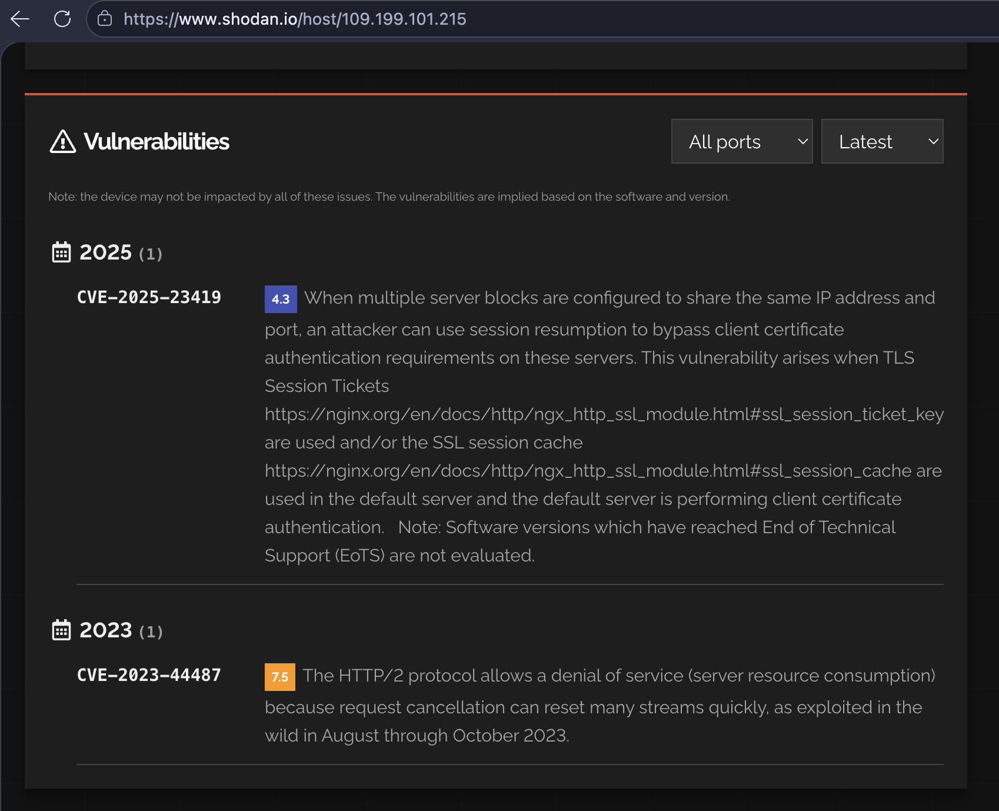 https://www.shodan.io/host/109.199.101.215
Vulnerabilities
All ports
Latest
Note: the device may not be impacted by all of these issues. The vulnerabilities are implied based on the software and version.
2025 (1)
CVE-2025-23419
4.3 When multiple server blocks are configured to share the same IP address and
port, an attacker can use session resumption to bypass client certificate
authentication requirements on these servers. This vulnerability arises when TLS
Session Tickets
https://nginx.org/en/docs/http/ngx_http_ssl_module.html#ssl_session_ticket_key
are used and/or the SSL session cache
https://nginx.org/en/docs/http/ngx_http_ssl_module.html#ssl_session_cache are
used in the default server and the default server is performing client certificate
authentication.   Note: Software versions which have reached End of Technical
Support (EoTS) are not evaluated.
2023 (1)
CVE-2023-44487
7.5 The HTTP/2 protocol allows a denial of service (server resource consumption)
because request cancellation can reset many streams quickly, as exploited in the
wild in August through October 2023.